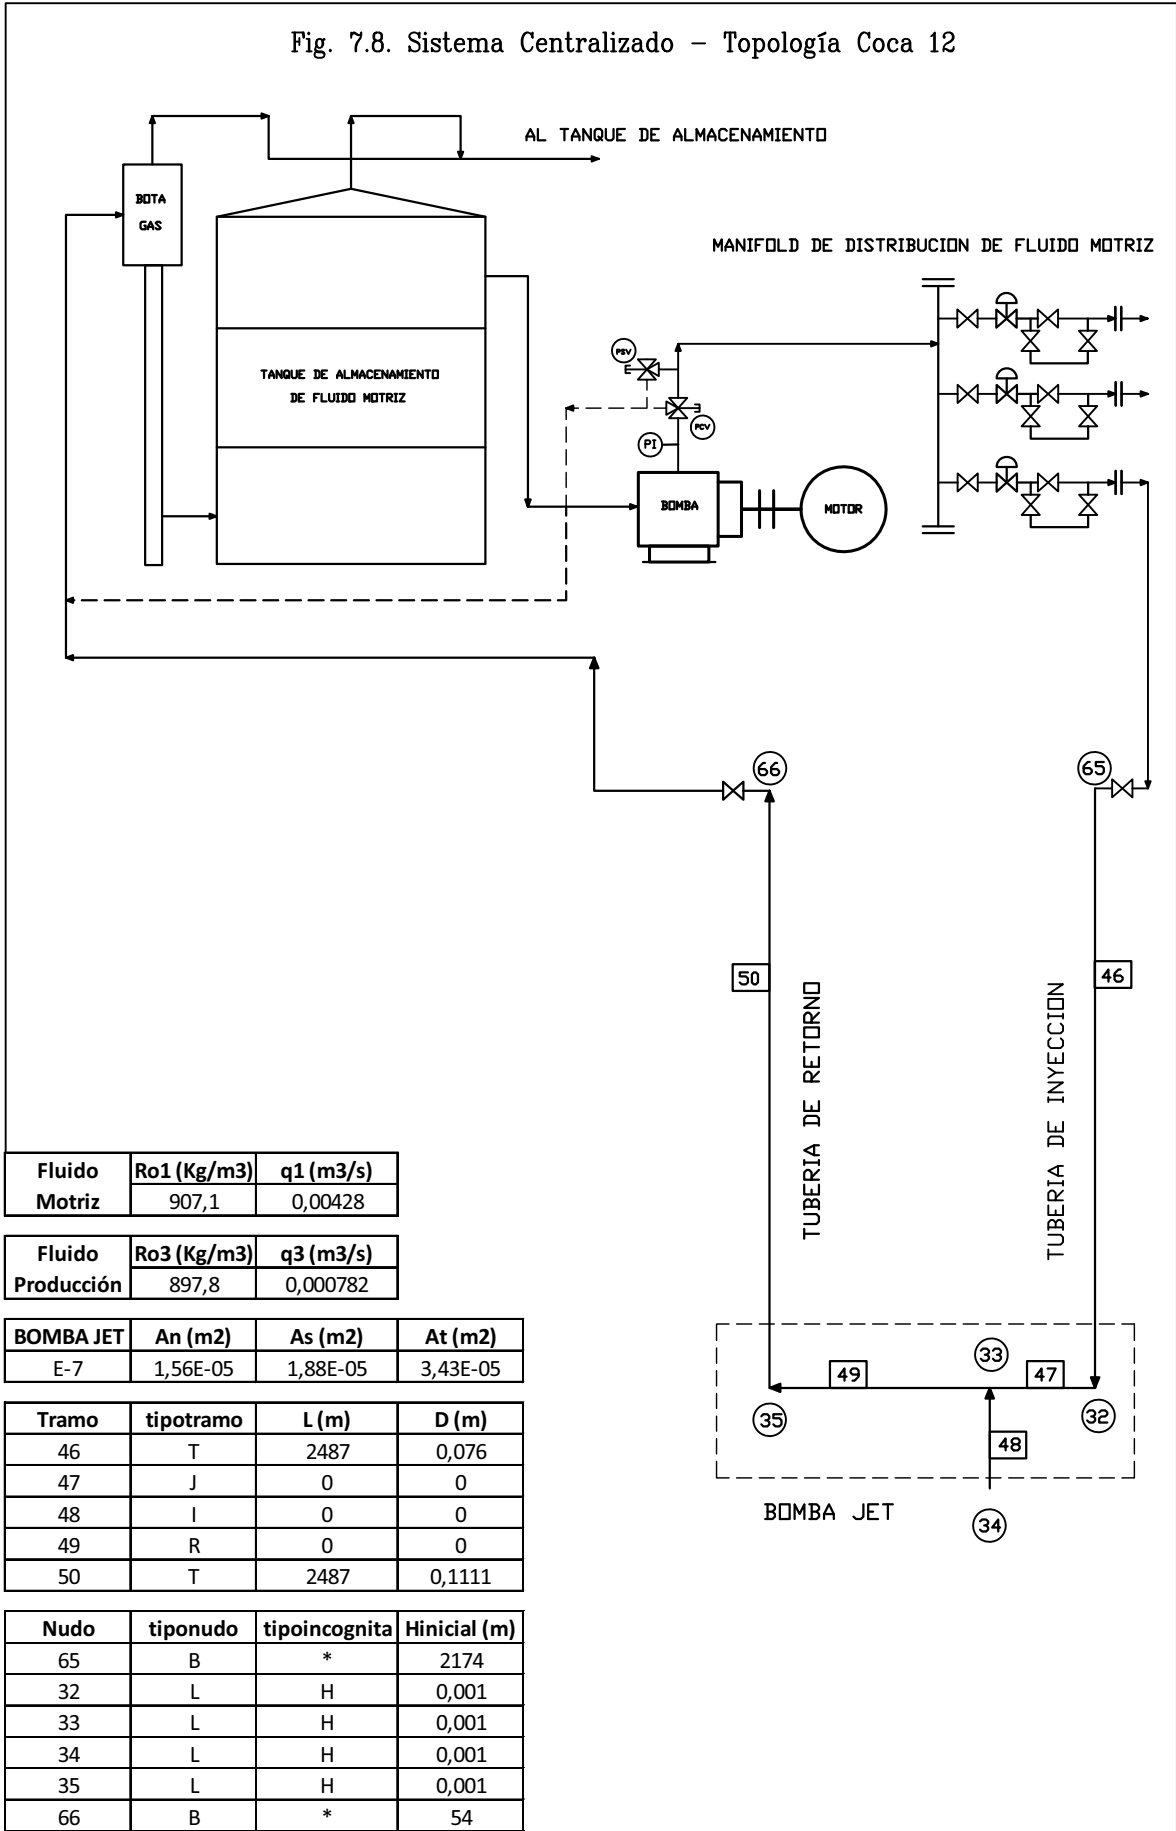 Fig. 7.8. Sistema Centralizado – Topología Coca 12
AL TANQUE DE ALMACENAMIENTO
BOTA
GAS
MANIFOLD DE DISTRIBUCION DE FLUIDO MOTRIZ
PSV
TANQUE DE ALMACENAMIENTO
DE FLUIDO MOTRIZ
PCV
PI
BOMBA
MOTOR
66
65
50
46
TUBERIA DE RETORNO
TUBERIA DE INYECCION
Fluido Motriz Ro1 (Kg/m3) q1 (m3/s)
907,1 0,00428
Fluido Producción Ro3 (Kg/m3) q3 (m3/s)
897,8 0,000782
BOMBA JET An (m2) As (m2) At (m2)
E-7 1,56E-05 1,88E-05 3,43E-05
33
49
47
35
32
48
BOMBA JET
34
Tramo tipotramo L (m) D (m)
46 T 2487 0,076
47 J 0 0
48 I 0 0
49 R 0 0
50 T 2487 0,1111
Nudo tiponudo tipoincognita Hinicial (m)
65 B * 2174
32 L H 0,001
33 L H 0,001
34 L H 0,001
35 L H 0,001
66 B * 54